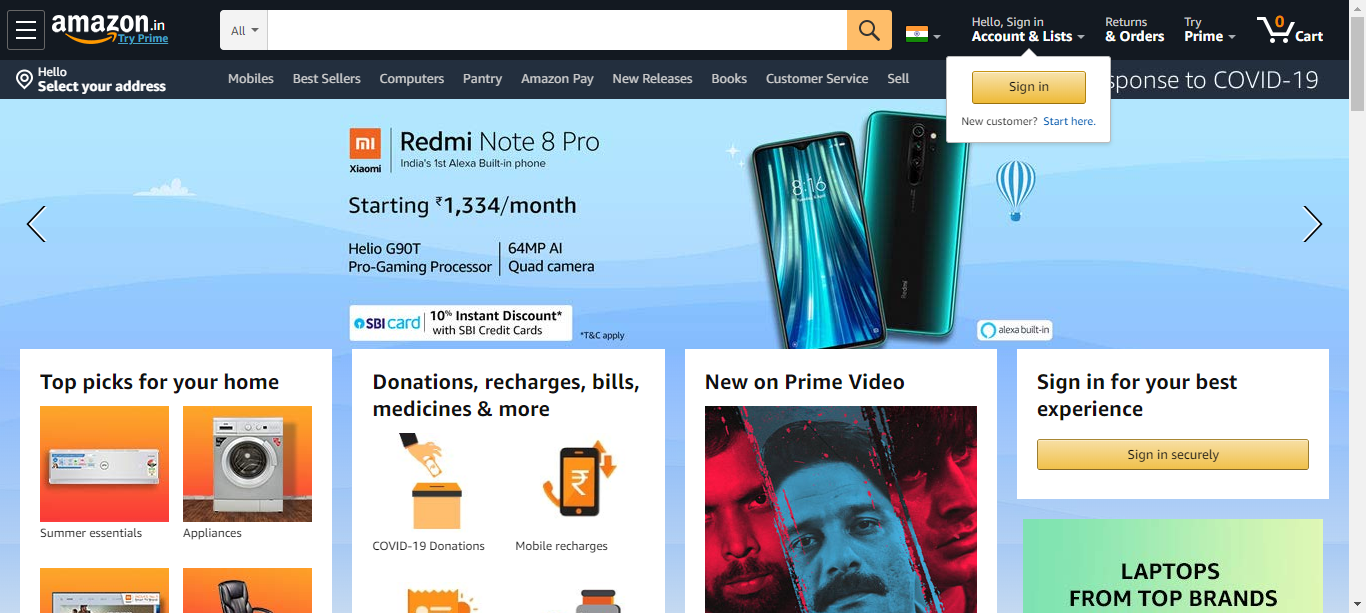 amazon.in
Try Prime
All
Hello, Sign in
Account & Lists
Returns
& Orders
Try
Prime
0
Cart
Hello
Select your address
Mobiles
Best Sellers
Computers
Pantry
Amazon Pay
New Releases
Books
Customer Service
Sell
sponse to COVID-19
Sign in
New customer? Start here.
mi
Xiaomi
Redmi Note 8 Pro
India's 1st Alexa Built-in phone
Starting ₹1,334/month
Helio G90T
Pro-Gaming Processor
64MP AI
Quad camera
SBI card
10% Instant Discount*
with SBI Credit Cards
*T&C apply
8:16
Redmi
alexa built-in
Top picks for your home
Summer essentials
Appliances
Donations, recharges, bills,
medicines & more
COVID-19 Donations
Mobile recharges
New on Prime Video
Sign in for your best
experience
Sign in securely
LAPTOPS
FROM TOP BRANDS